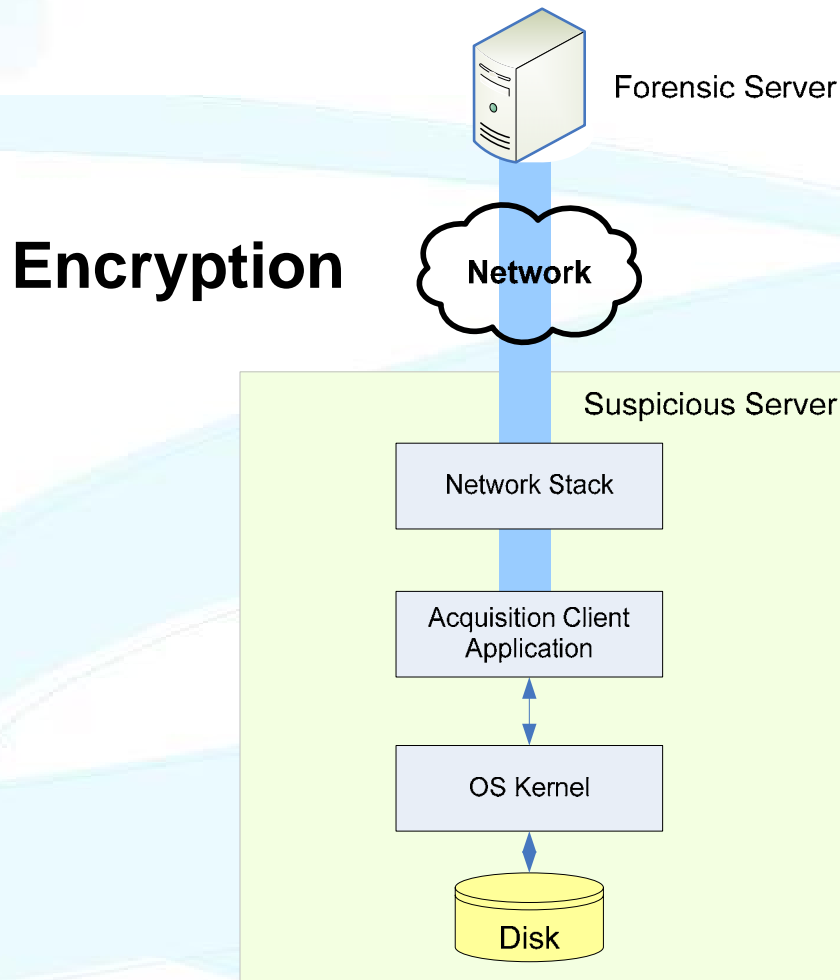 Forensic Server
Encryption
Network
Suspicious Server
Network Stack
Acquisition Client
Application
OS Kernel
Disk